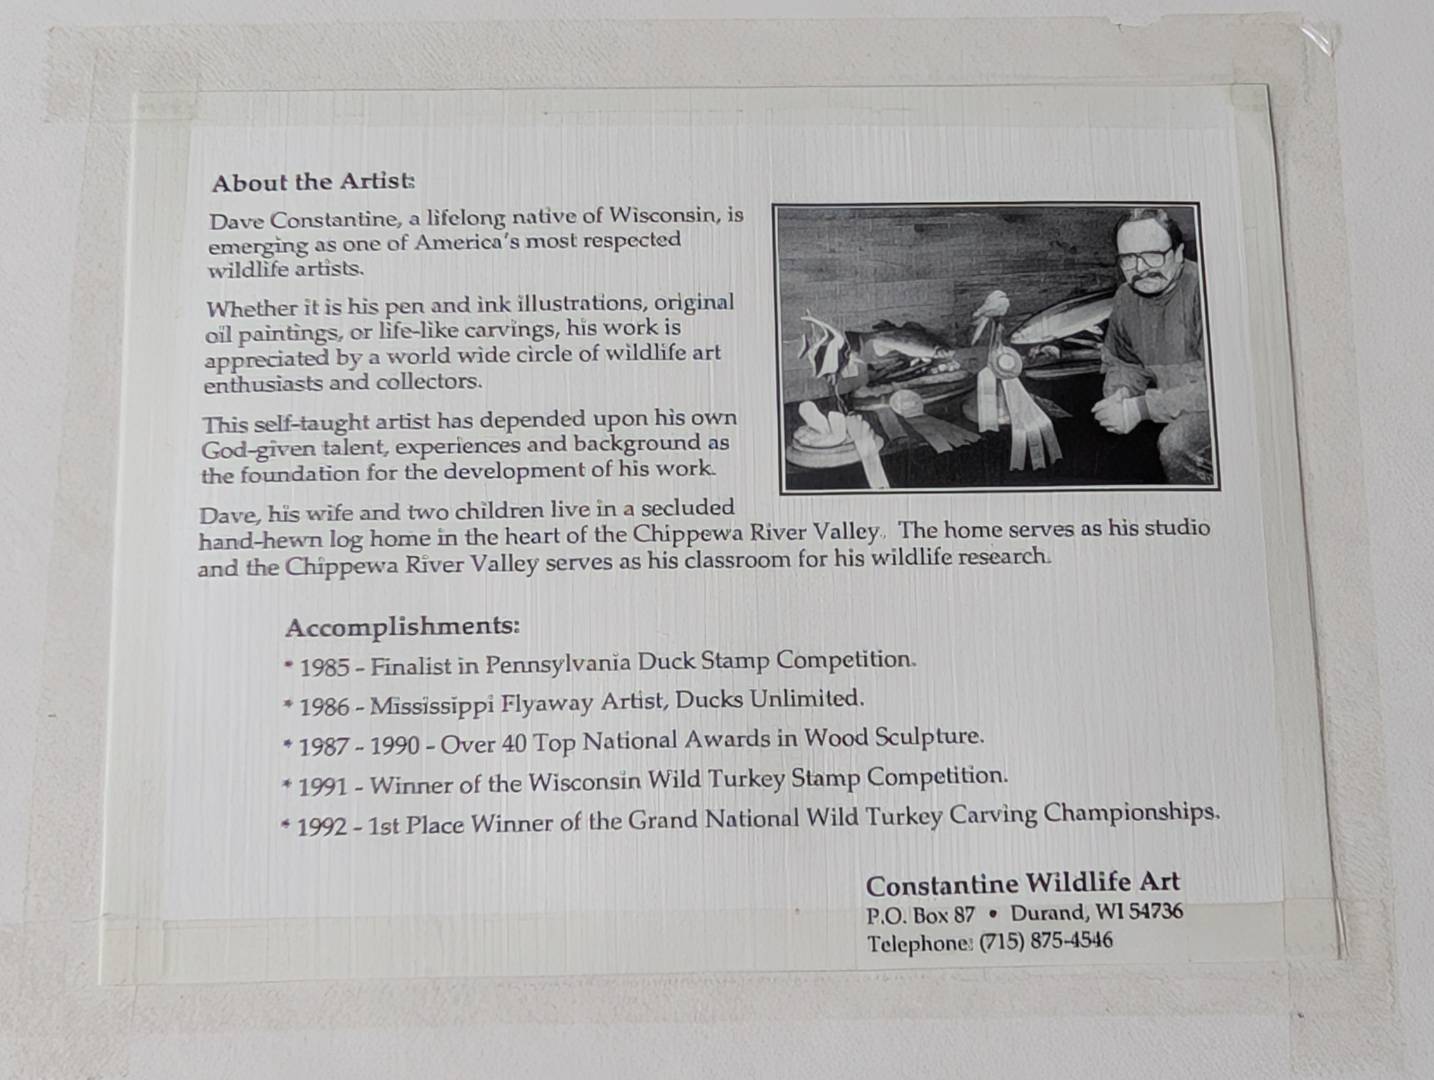 About the Artist:
Dave Constantine, a lifelong native of Wisconsin, is
emerging as one of America's most respected
wildlife artists.
Whether it is his pen and ink illustrations, original
oil paintings, or life-like carvings, his work is
appreciated by a world wide circle of wildlife art
enthusiasts and collectors.
This self-taught artist has depended upon his own
God-given talent, experiences and background as
the foundation for the development of his work.
Dave, his wife and two children live in a secluded
hand-hewn log home in the heart of the Chippewa River Valley. The home serves as his studio
and the Chippewa River Valley serves as his classroom for his wildlife research.
Accomplishments:
* 1985 - Finalist in Pennsylvania Duck Stamp Competition.
* 1986 - Mississippi Flyaway Artist, Ducks Unlimited.
* 1987 - 1990 - Over 40 Top National Awards in Wood Sculpture.
* 1991 - Winner of the Wisconsin Wild Turkey Stamp Competition.
* 1992 - 1st Place Winner of the Grand National Wild Turkey Carving Championships.
Constantine Wildlife Art
P.O. Box 87 • Durand, WI 54736
Telephone: (715) 875-4546